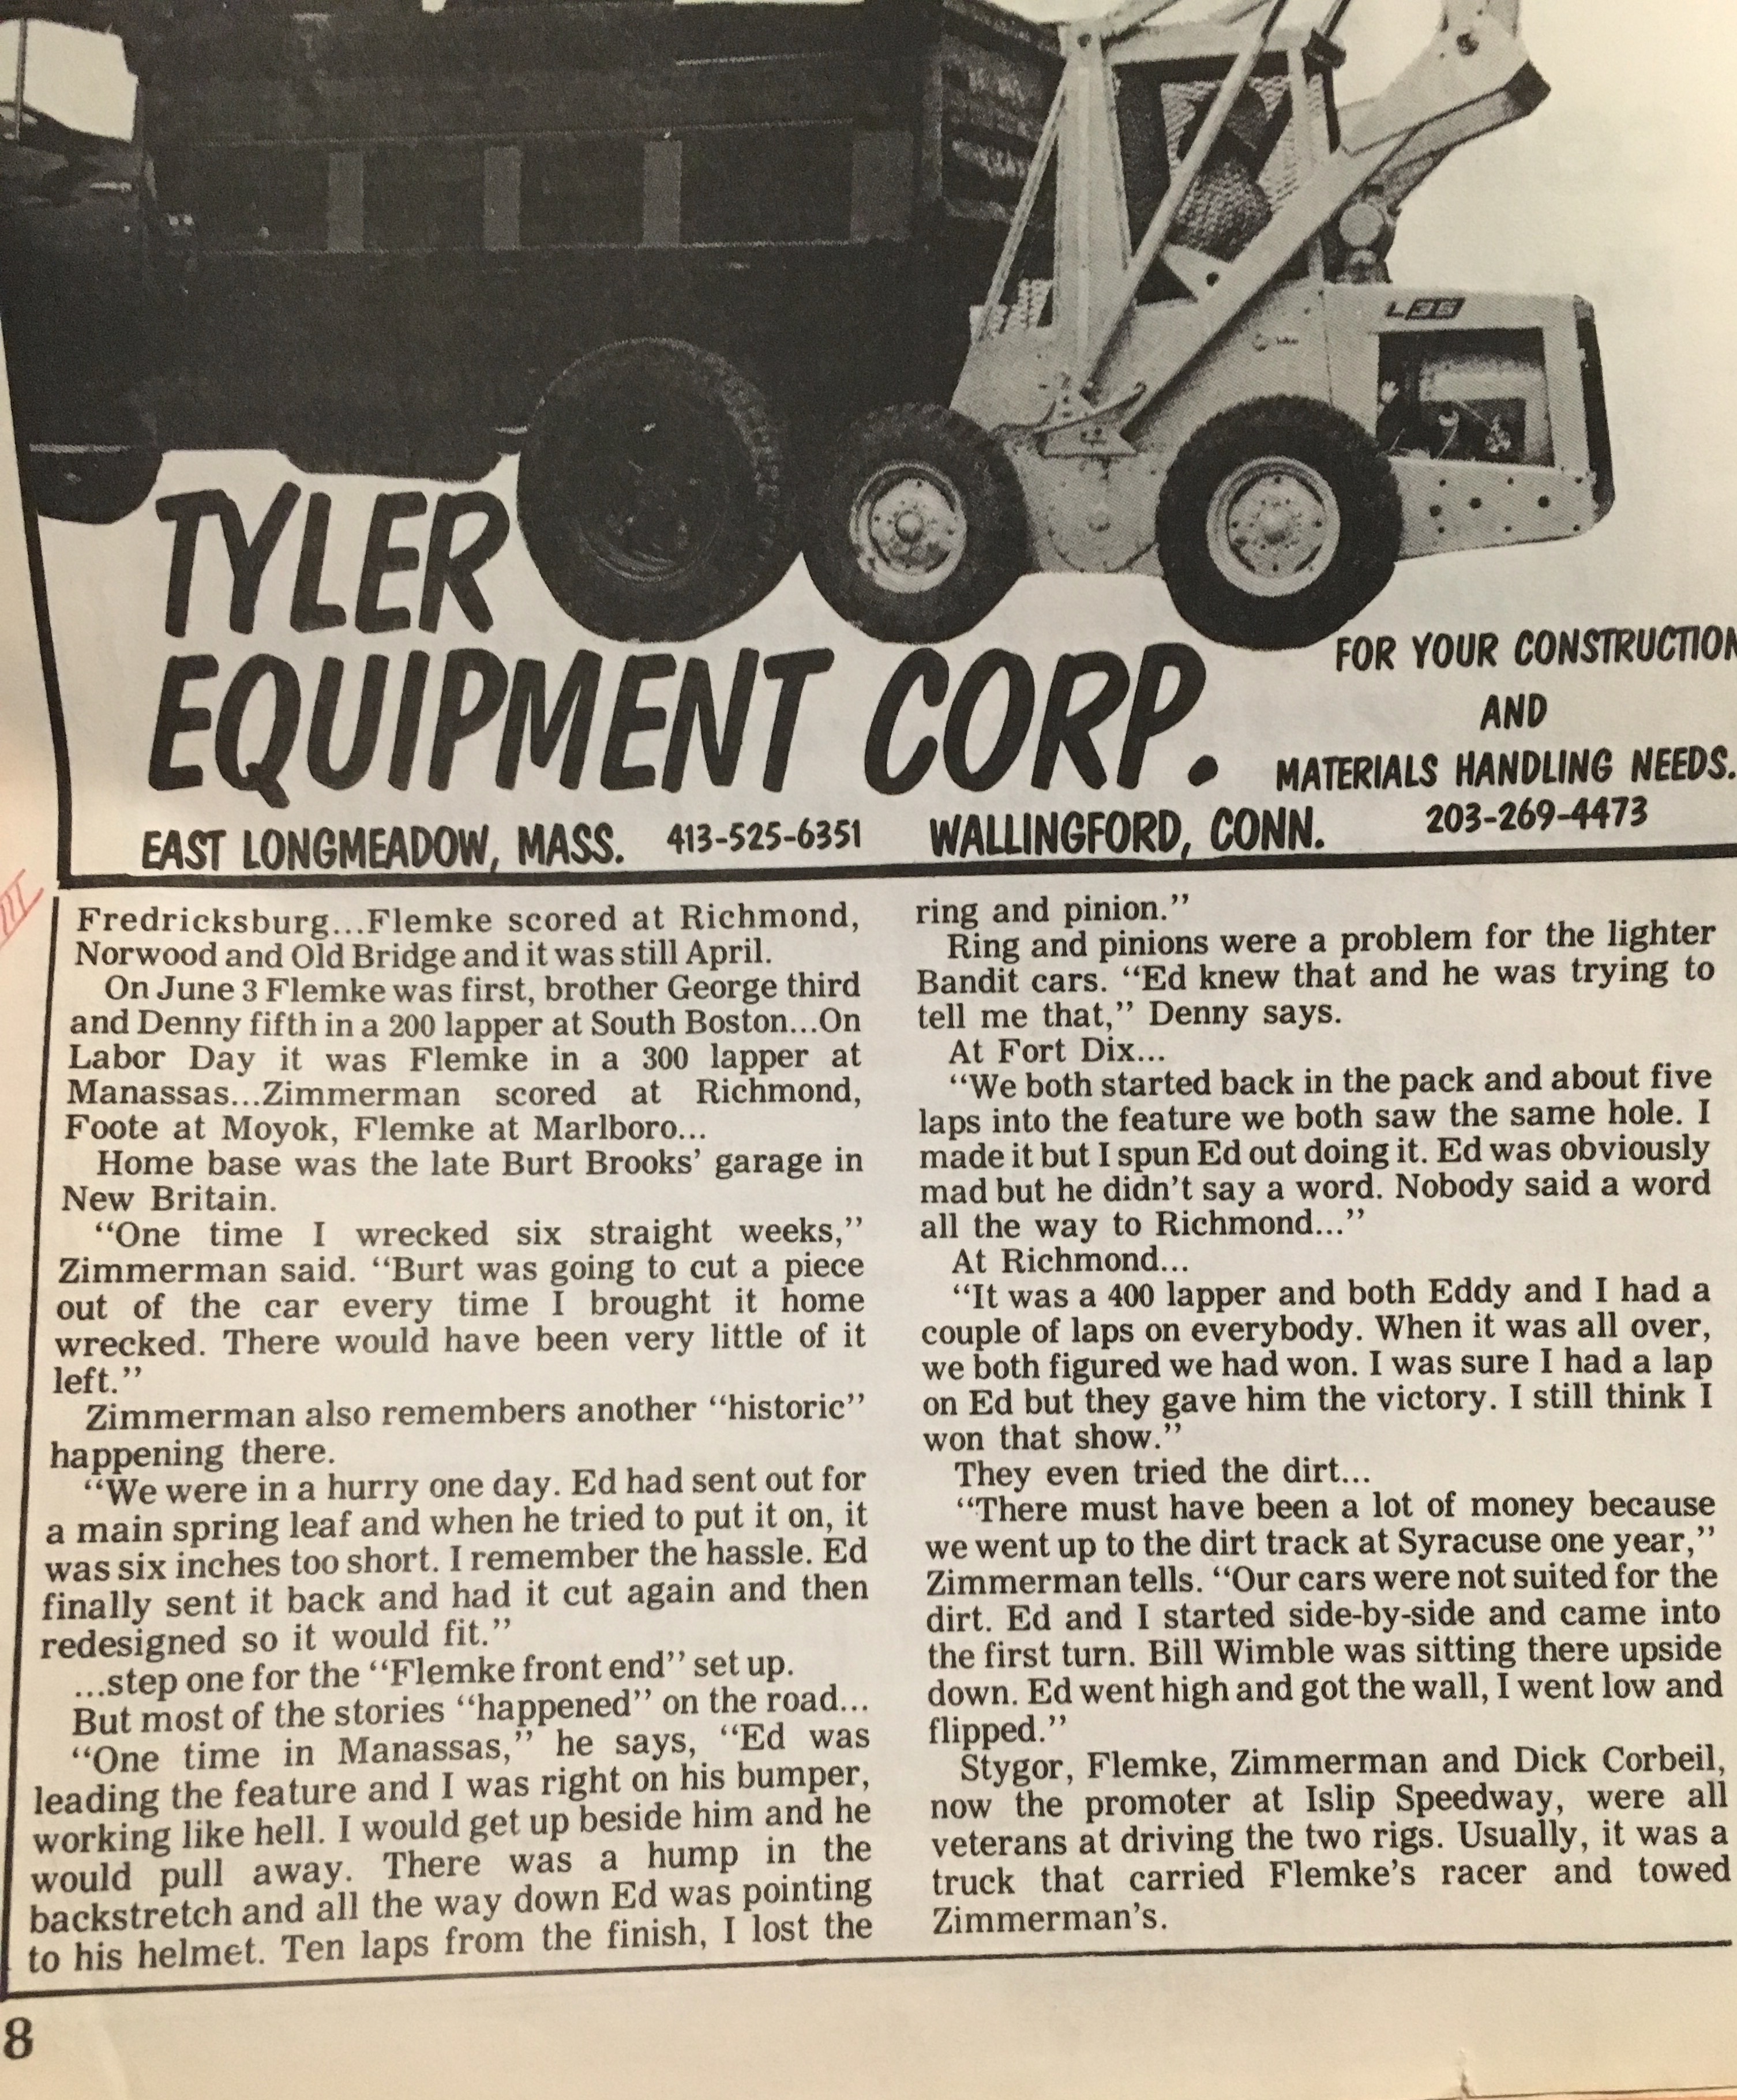 L35
TYLER
EQUIPMENT CORP.
FOR YOUR CONSTRUCTION
AND
MATERIALS HANDLING NEEDS.
EAST LONGMEADOW, MASS. 413-525-6351 WALLINGFORD, CONN. 203-269-4473
III
Fredricksburg...Flemke scored at Richmond,
Norwood and Old Bridge and it was still April.
On June 3 Flemke was first, brother George third
and Denny fifth in a 200 lapper at South Boston...On
Labor Day it was Flemke in a 300 lapper at
Manassas...Zimmerman scored at Richmond,
Foote at Moyok, Flemke at Marlboro...
Home base was the late Burt Brooks' garage in
New Britain.
"One time I wrecked six straight weeks,"
Zimmerman said. "Burt was going to cut a piece
out of the car every time I brought it home
wrecked. There would have been very little of it
left."
Zimmerman also remembers another "historic"
happening there.
"We were in a hurry one day. Ed had sent out for
a main spring leaf and when he tried to put it on, it
was six inches too short. I remember the hassle. Ed
finally sent it back and had it cut again and then
redesigned so it would fit."
...step one for the "Flemke front end" set up.
But most of the stories "happened" on the road...
"One time in Manassas," he says, "Ed was
leading the feature and I was right on his bumper,
working like hell. I would get up beside him and he
would pull away. There was a hump in the
backstretch and all the way down Ed was pointing
to his helmet. Ten laps from the finish, I lost the
ring and pinion."
Ring and pinions were a problem for the lighter
Bandit cars. "Ed knew that and he was trying to
tell me that," Denny says.
At Fort Dix...
"We both started back in the pack and about five
laps into the feature we both saw the same hole. I
made it but I spun Ed out doing it. Ed was obviously
mad but he didn't say a word. Nobody said a word
all the way to Richmond..."
At Richmond...
"It was a 400 lapper and both Eddy and I had a
couple of laps on everybody. When it was all over,
we both figured we had won. I was sure I had a lap
on Ed but they gave him the victory. I still think I
won that show."
They even tried the dirt...
"There must have been a lot of money because
we went up to the dirt track at Syracuse one year,"
Zimmerman tells. "Our cars were not suited for the
dirt. Ed and I started side-by-side and came into
the first turn. Bill Wimble was sitting there upside
down. Ed went high and got the wall, I went low and
flipped."
Stygor, Flemke, Zimmerman and Dick Corbeil,
now the promoter at Islip Speedway, were all
veterans at driving the two rigs. Usually, it was a
truck that carried Flemke's racer and towed
Zimmerman's.
8